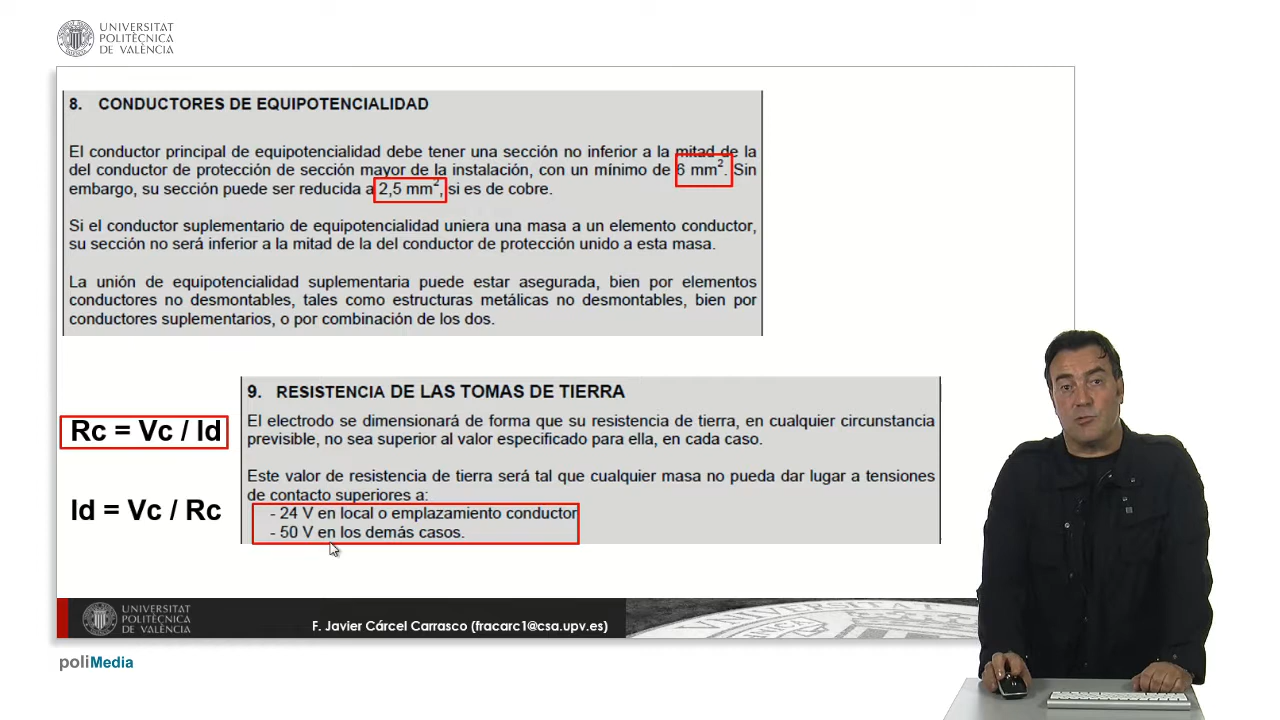 UNIVERSITAT
POLITÈCNICA
DE VALÈNCIA
8. CONDUCTORES DE EQUIPOTENCIALIDAD
El conductor principal de equipotencialidad debe tener una sección no inferior a la mitad de la
del conductor de protección de sección mayor de la instalación, con un mínimo de 6 mm². Sin
embargo, su sección puede ser reducida a 2,5 mm², si es de cobre.
Si el conductor suplementario de equipotencialidad uniera una masa a un elemento conductor,
su sección no será inferior a la mitad de la del conductor de protección unido a esta masa.
La unión de equipotencialidad suplementaria puede estar asegurada, bien por elementos
conductores no desmontables, tales como estructuras metálicas no desmontables, bien por
conductores suplementarios, o por combinación de los dos.
Rc = Vc / Id
Id = Vc / Rc
9. RESISTENCIA DE LAS TOMAS DE TIERRA
El electrodo se dimensionará de forma que su resistencia de tierra, en cualquier circunstancia
previsible, no sea superior al valor especificado para ella, en cada caso.
Este valor de resistencia de tierra será tal que cualquier masa no pueda dar lugar a tensiones
de contacto superiores a:
- 24 V en local o emplazamiento conductor
- 50 V en los demás casos.
UNIVERSITAT
POLITÈCNICA
DE VALÈNCIA
F. Javier Cárcel Carrasco (fracarc1@csa.upv.es)
poliMedia